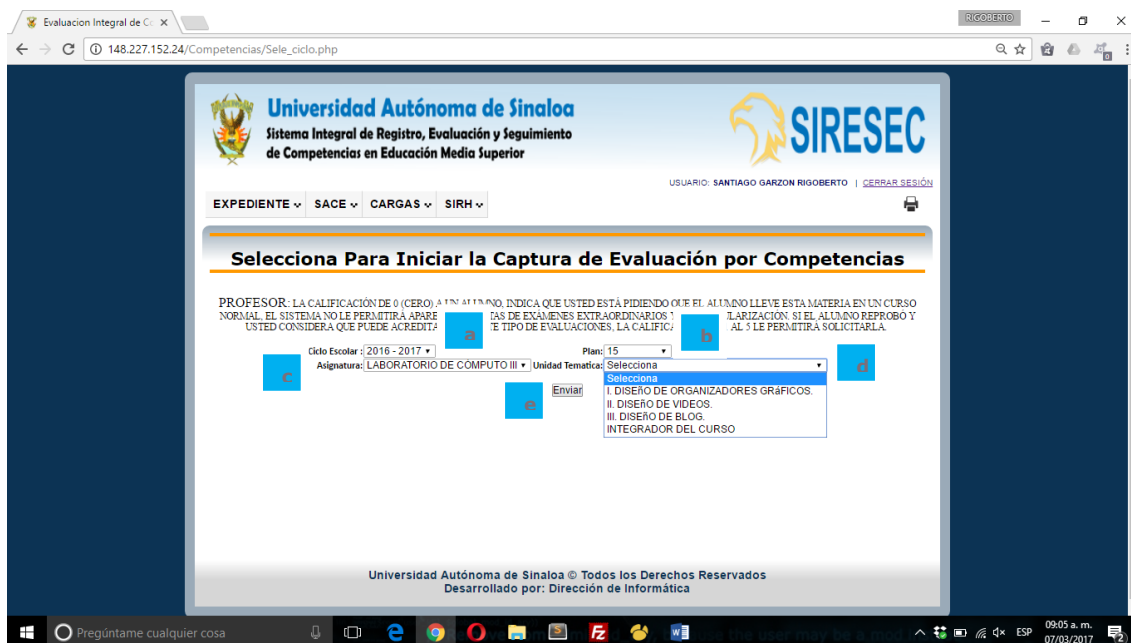 Evaluacion Integral de Co
RIGOBERTO
148.227.152.24/Competencias/Sele_ciclo.php
Universidad Autónoma de Sinaloa
Sistema Integral de Registro, Evaluación y Seguimiento
de Competencias en Educación Media Superior
SIRESEC
USUARIO: SANTIAGO GARZON RIGOBERTO | CERRAR SESIÓN
EXPEDIENTE SACE CARGAS SIRH
Selecciona Para Iniciar la Captura de Evaluación por Competencias
PROFESOR: LA CALIFICACIÓN DE 0 (CERO) A UN ALUMNO, INDICA QUE USTED ESTÁ PIDIENDO QUE EL ALUMNO LLEVE ESTA MATERIA EN UN CURSO
NORMAL, EL SISTEMA NO LE PERMITIRÁ APARE TAS DE EXÁMENES EXTRAORDINARIOS ULARIZACIÓN. SI EL ALUMNO REPROBÓ Y
USTED CONSIDERA QUE PUEDE ACREDITA TE TIPO DE EVALUACIONES, LA CALIFICA AL 5 LE PERMITIRÁ SOLICITARLA.
a
b
Ciclo Escolar : 2016 - 2017 Plan: 15
c
Asignatura: LABORATORIO DE CÓMPUTO III Unidad Tematica: Selecciona
d
Selecciona
e
Enviar
I. DISEñO DE ORGANIZADORES GRáFICOS.
II. DISEñO DE VIDEOS.
III. DISEñO DE BLOG.
INTEGRADOR DEL CURSO
Universidad Autónoma de Sinaloa © Todos los Derechos Reservados
Desarrollado por: Dirección de Informática
Pregúntame cualquier cosa
ESP
09:05 a. m.
07/03/2017